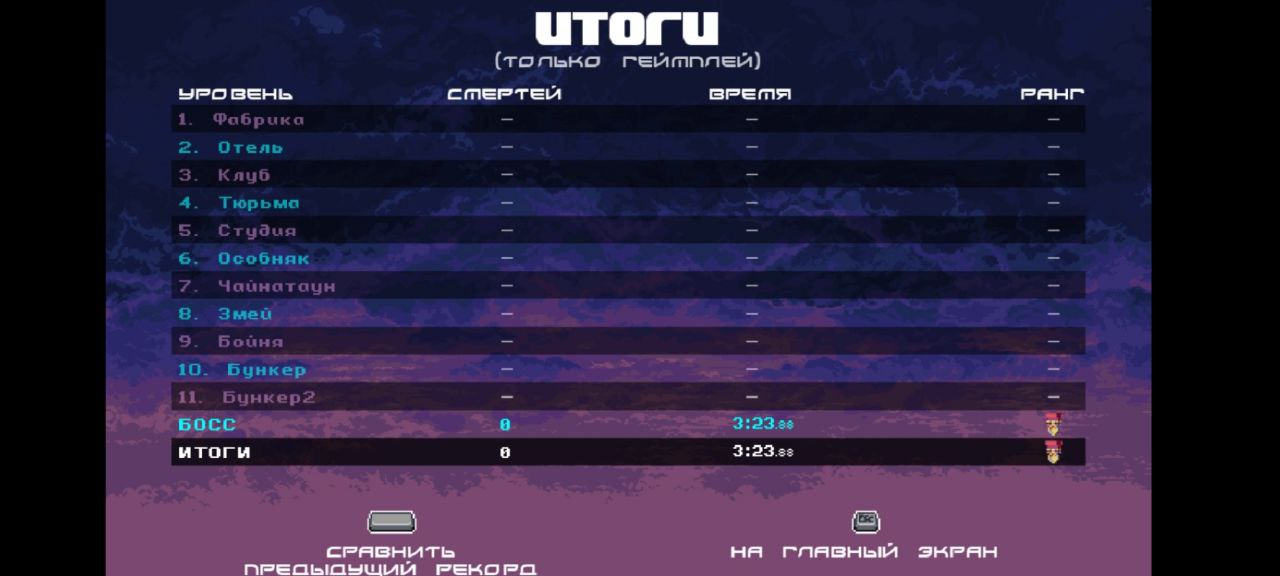 ИТОГИ
(ТОЛЬКО ГЕЙМПЛЕЙ)
УРОВЕНЬ СМЕРТЕЙ ВРЕМЯ РАНГ
1. Фабрика – – –
2. Отель – – –
3. Клуб – – –
4. Тюрьма – – –
5. Студия – – –
6. Особняк – – –
7. Чайнатаун – – –
8. Змей – – –
9. Бойня – – –
10. Бункер – – –
11. Бункер2 – – –
БОСС 0 3:23.88
ИТОГИ 0 3:23.88
ESC
СРАВНИТЬ
ПРЕДЫДУЩИЙ РЕКОРД
НА ГЛАВНЫЙ ЭКРАН